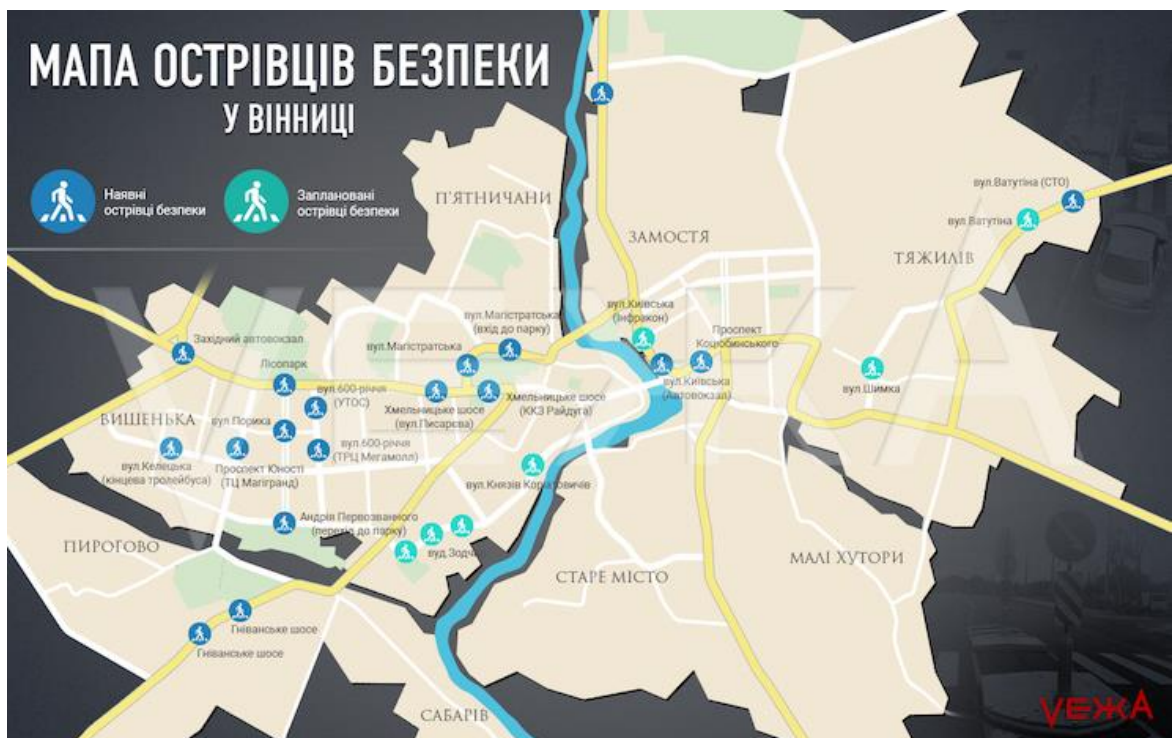 МАПА ОСТРІВЦІВ БЕЗПЕКИ
У ВІННИЦІ
Наявні
острівці безпеки
Заплановані
острівці безпеки
П'ЯТНИЧАНИ
ЗАМОСТЯ
вул.Ватутіна (СТО)
вул.Ватутіна
ТЯЖИЛІВ
вул.Київська
(Інфракон)
вул.Магістратська
(вхід до парку)
Проспект
Коцюбинського
Західний автовокзал
вул.Магістратська
Лісопарк
вул.600-річчя
(УТОС)
Хмельницьке шосе
(вул.Писарєва)
Хмельницьке шосе
(ККЗ Райдуга)
вул.Київська
(Автовокзал)
вул.Шимка
ВИШЕНЬКА
вул.Порика
вул.600-річчя
(ТРЦ Мегамолл)
вул.Келецька
(кінцева тролейбуса)
Проспект Юності
(ТЦ Магігранд)
вул.Князів Коріатовичів
Андрія Первозванного
(перехід до парку)
вул.Зодчих
ПИРОГОВО
СТАРЕ МІСТО
МАЛІ ХУТОРИ
Гніванське шосе
Гніванське шосе
САБАРІВ
VЕЖА
VЕЖА